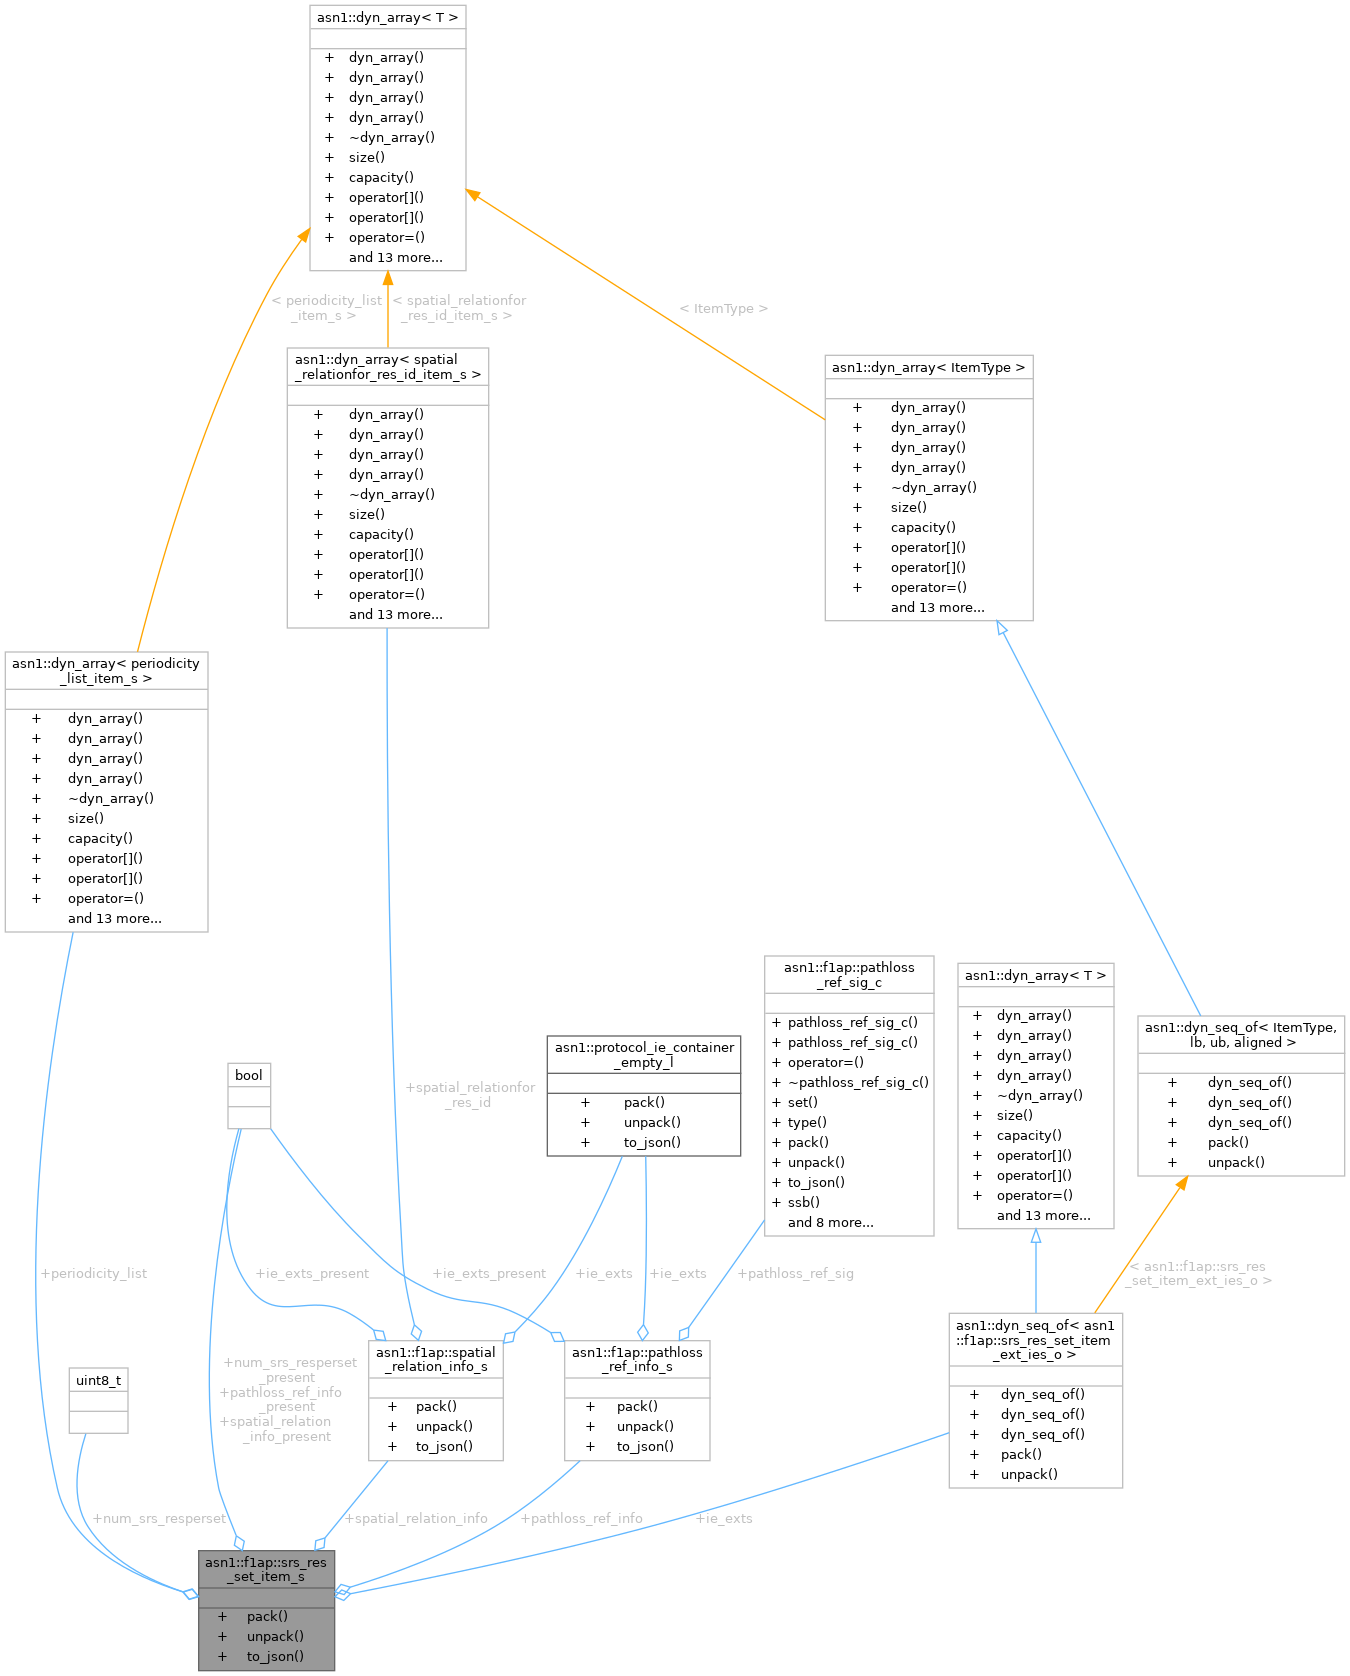 asn1::dyn_array< T >
+ dyn_array()
+ dyn_array()
+ dyn_array()
+ dyn_array()
+ ~dyn_array()
+ size()
+ capacity()
+ operator[]()
+ operator[]()
+ operator=()
and 13 more...
< periodicity_list
_item_s >
< spatial_relationfor
_res_id_item_s >
< ItemType >
asn1::dyn_array< spatial
_relationfor_res_id_item_s >
+ dyn_array()
+ dyn_array()
+ dyn_array()
+ dyn_array()
+ ~dyn_array()
+ size()
+ capacity()
+ operator[]()
+ operator[]()
+ operator=()
and 13 more...
asn1::dyn_array< ItemType >
+ dyn_array()
+ dyn_array()
+ dyn_array()
+ dyn_array()
+ ~dyn_array()
+ size()
+ capacity()
+ operator[]()
+ operator[]()
+ operator=()
and 13 more...
asn1::dyn_array< periodicity
_list_item_s >
+ dyn_array()
+ dyn_array()
+ dyn_array()
+ dyn_array()
+ ~dyn_array()
+ size()
+ capacity()
+ operator[]()
+ operator[]()
+ operator=()
and 13 more...
bool
+spatial_relationfor
_res_id
asn1::protocol_ie_container
_empty_l
+ pack()
+ unpack()
+ to_json()
asn1::f1ap::pathloss
_ref_sig_c
+ pathloss_ref_sig_c()
+ pathloss_ref_sig_c()
+ operator=()
+ ~pathloss_ref_sig_c()
+ set()
+ type()
+ pack()
+ unpack()
+ to_json()
+ ssb()
and 8 more...
asn1::dyn_array< T >
+ dyn_array()
+ dyn_array()
+ dyn_array()
+ dyn_array()
+ ~dyn_array()
+ size()
+ capacity()
+ operator[]()
+ operator[]()
+ operator=()
and 13 more...
asn1::dyn_seq_of< ItemType,
lb, ub, aligned >
+ dyn_seq_of()
+ dyn_seq_of()
+ dyn_seq_of()
+ pack()
+ unpack()
+periodicity_list
+ie_exts_present
+ie_exts_present
+ie_exts
+ie_exts
+pathloss_ref_sig
< asn1::f1ap::srs_res
_set_item_ext_ies_o >
uint8_t
+num_srs_resperset
_present
+pathloss_ref_info
_present
+spatial_relation
_info_present
asn1::f1ap::spatial
_relation_info_s
+ pack()
+ unpack()
+ to_json()
asn1::f1ap::pathloss
_ref_info_s
+ pack()
+ unpack()
+ to_json()
asn1::dyn_seq_of< asn1
::f1ap::srs_res_set_item
_ext_ies_o >
+ dyn_seq_of()
+ dyn_seq_of()
+ dyn_seq_of()
+ pack()
+ unpack()
+num_srs_resperset
+spatial_relation_info
+pathloss_ref_info
+ie_exts
asn1::f1ap::srs_res
_set_item_s
+ pack()
+ unpack()
+ to_json()